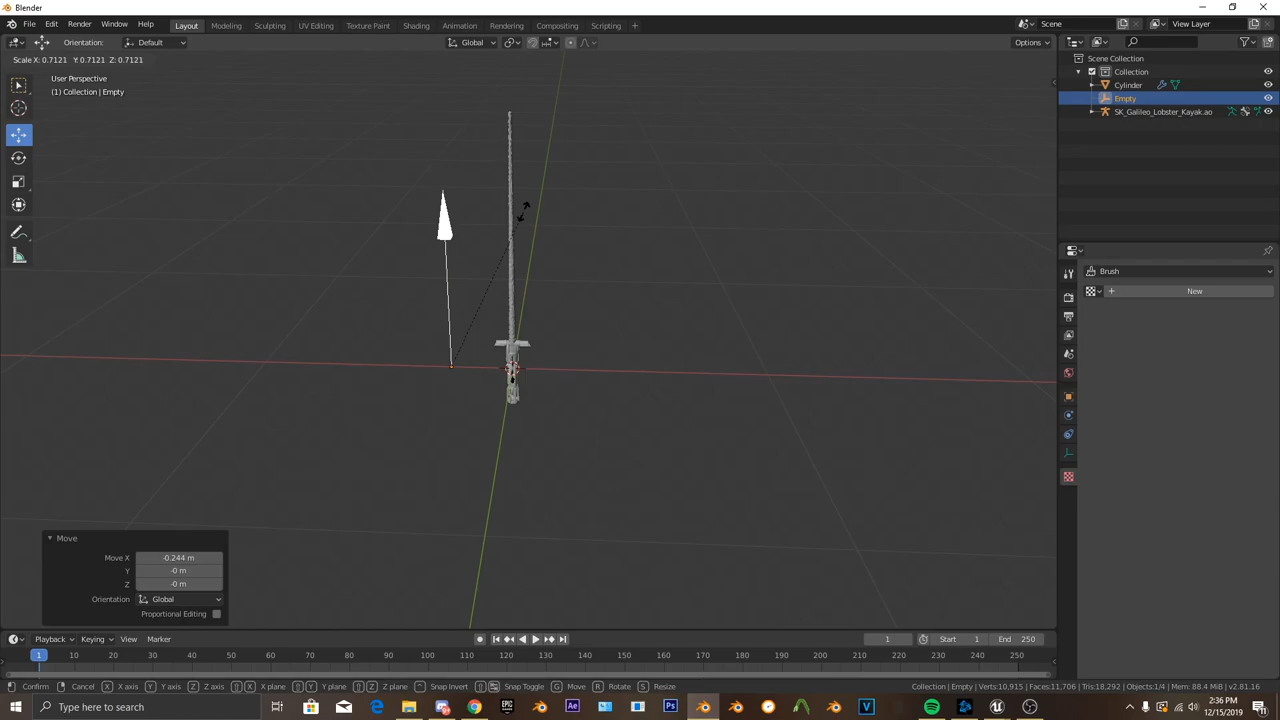 Blender
File Edit Render Window Help Layout Modeling Sculpting UV Editing Texture Paint Shading Animation Rendering Compositing Scripting + Scene View Layer
Orientation: Default Global Options
Scale X: 0.7121 Y: 0.7121 Z: 0.7121
User Perspective
(1) Collection | Empty
Scene Collection
Collection
Cylinder
Empty
SK_Galileo_Lobster_Kayak.ao
Brush
+ New
Move
Move X -0.244 m
Y -0 m
Z -0 m
Orientation Global
Proportional Editing
Playback Keying View Marker 1 Start 1 End 250
1 10 20 30 40 50 60 70 80 90 100 110 120 130 140 150 160 170 180 190 200 210 220 230 240 250
Confirm Cancel X X axis Y Y axis Z Z axis X X plane Y Y plane Z Z plane Snap Invert Snap Toggle G Move R Rotate S Resize Collection | Empty | Verts:10,915 | Faces:11,706 | Tris:18,292 | Objects:1/4 | Mem: 88.4 MiB | v2.81.16
Type here to search
2:36 PM
12/15/2019